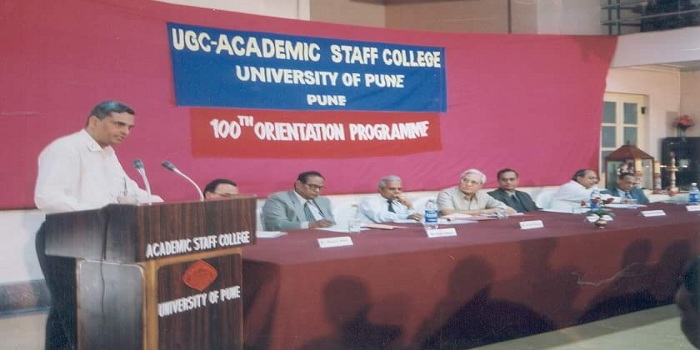 UGC-ACADEMIC STAFF COLLEGE
UNIVERSITY OF PUNE
PUNE
100TH ORIENTATION PROGRAMME
ACADEMIC STAFF COLLEGE
UNIVERSITY OF PUNE